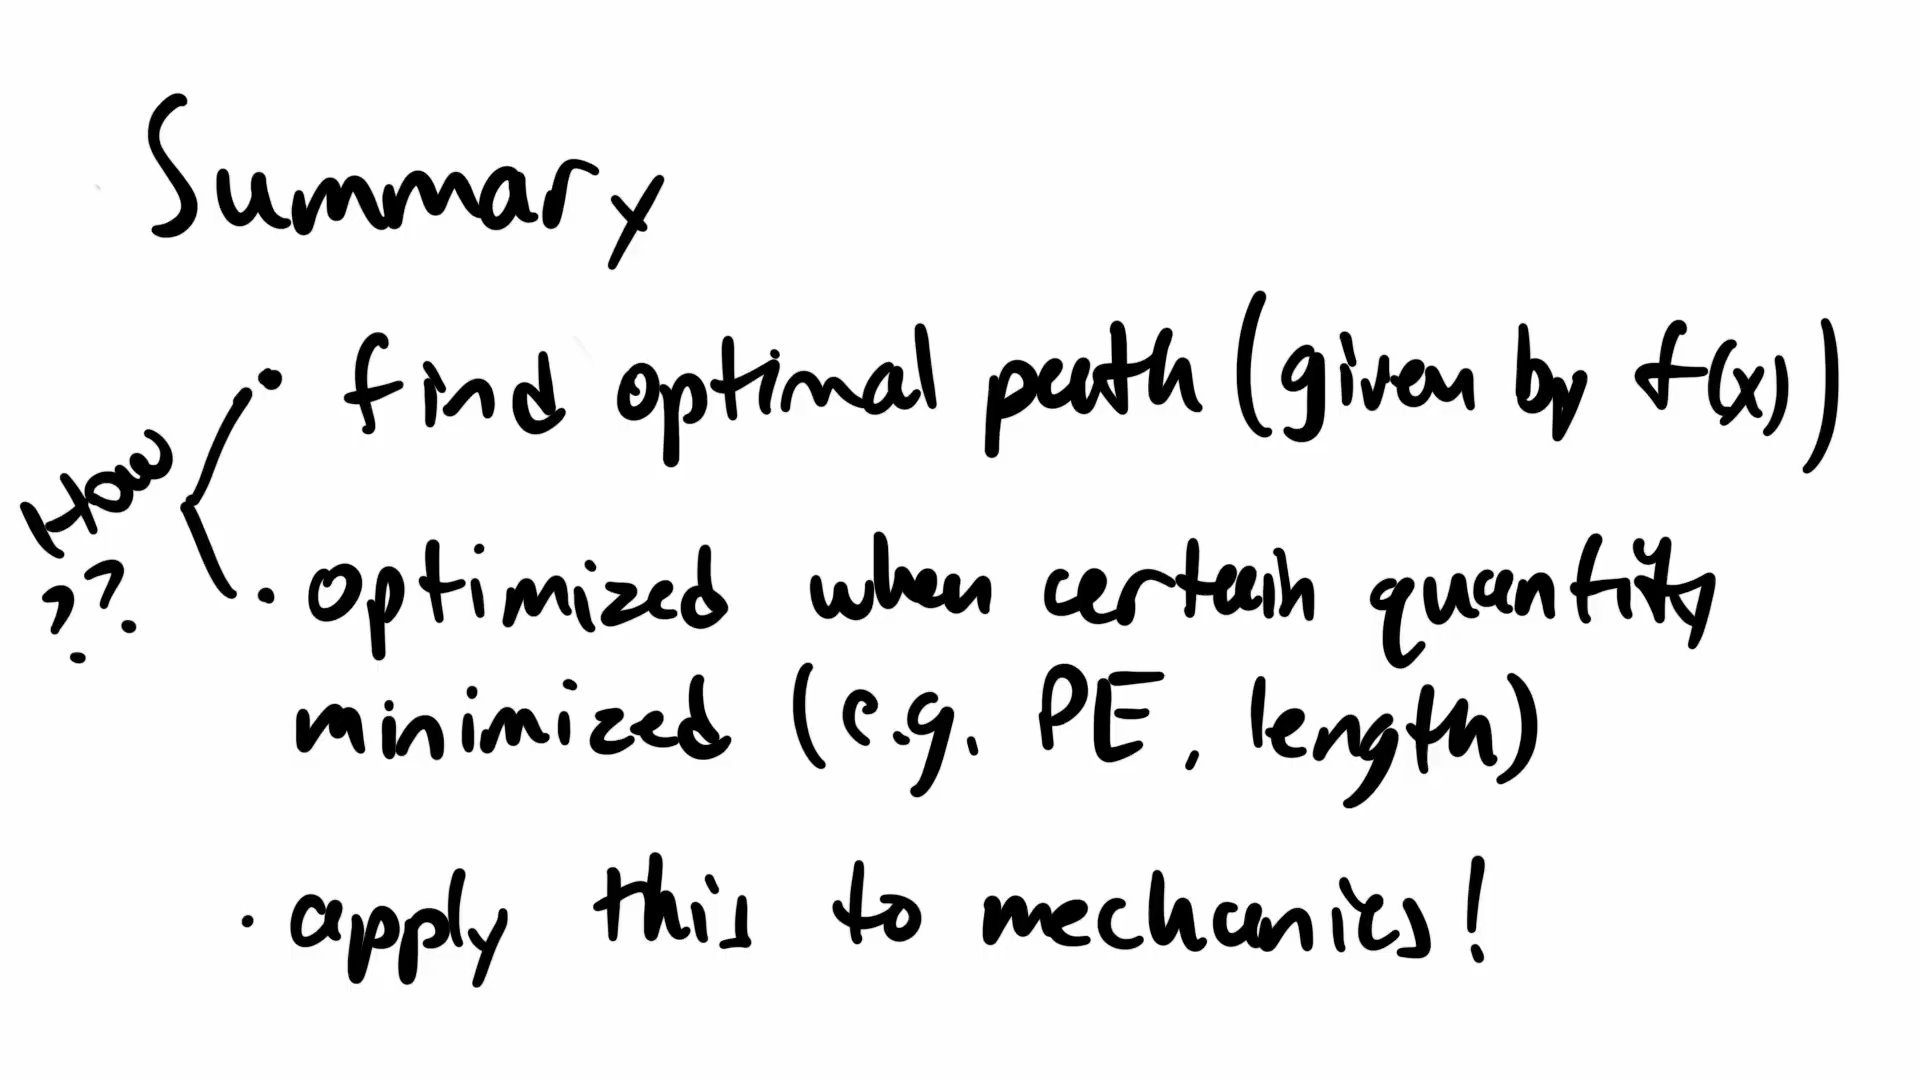 Summary
• find optimal path (given by f(x))
How
??
• optimized when certain quantity
minimized (e.g. PE, length)
• apply this to mechanics!